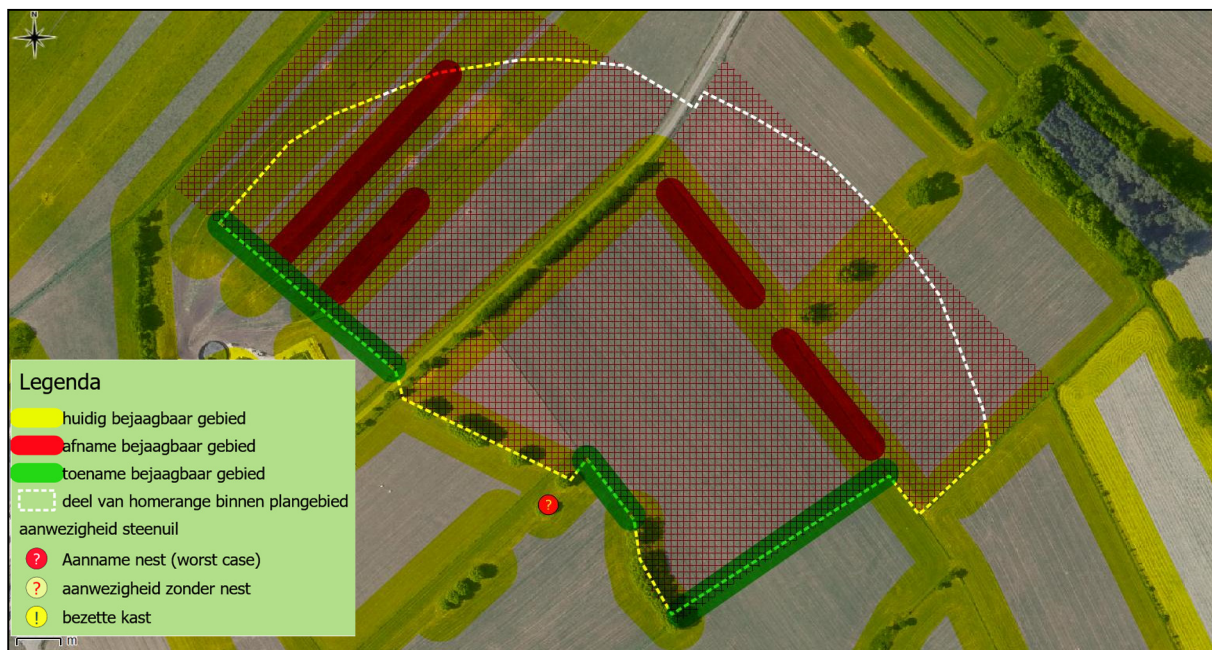 N
Legenda
huidig bejaagbaar gebied
afname bejaagbaar gebied
toename bejaagbaar gebied
deel van homerange binnen plangebied
aanwezigheid steenuil
? Aanname nest (worst case)
? aanwezigheid zonder nest
! bezette kast
m
?